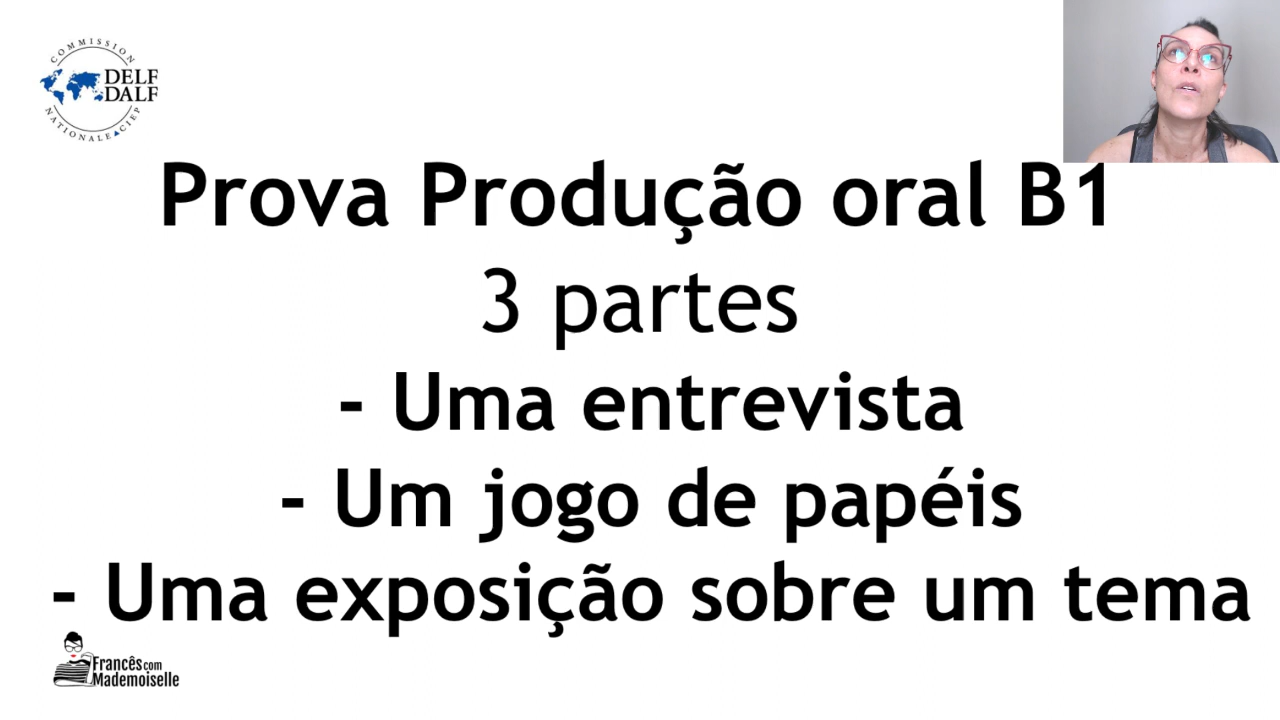 COMMISSION
DELF
DALF
NATIONALE CIEP
Prova Produção oral B1
3 partes
- Uma entrevista
- Um jogo de papéis
- Uma exposição sobre um tema
Francês com
Mademoiselle